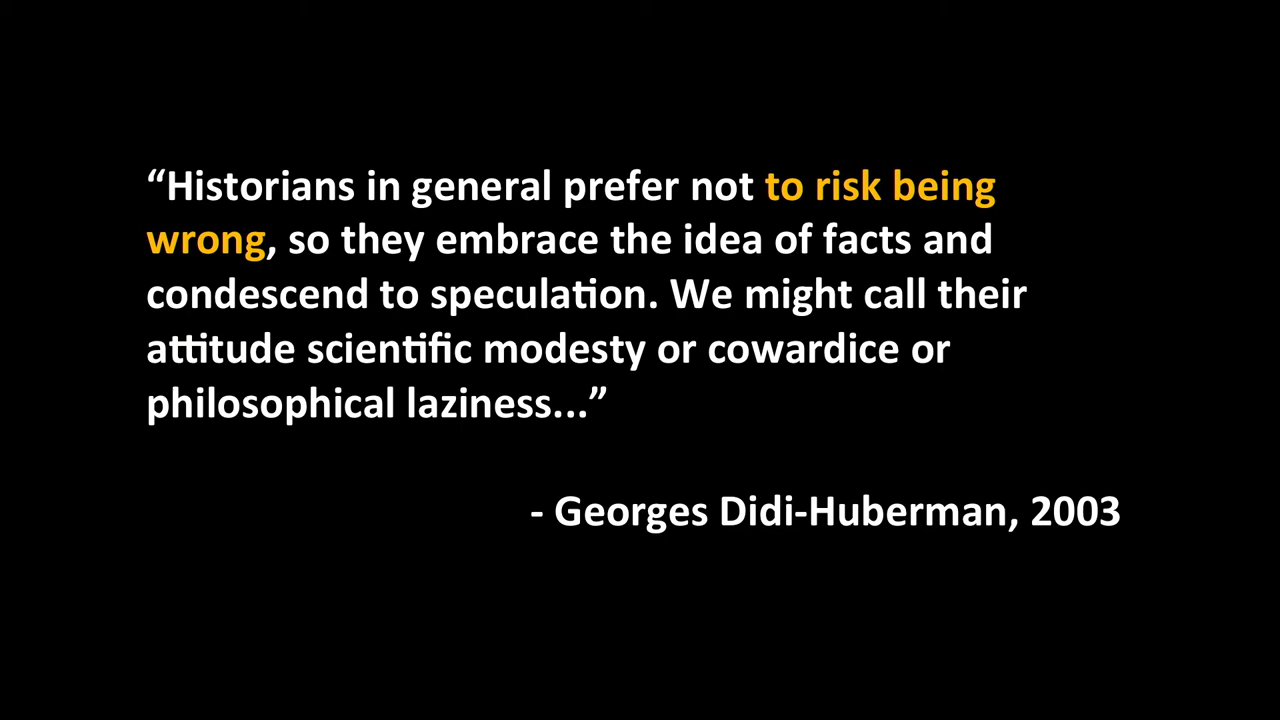 “Historians in general prefer not to risk being
wrong, so they embrace the idea of facts and
condescend to speculation. We might call their
attitude scientific modesty or cowardice or
philosophical laziness...”
- Georges Didi-Huberman, 2003